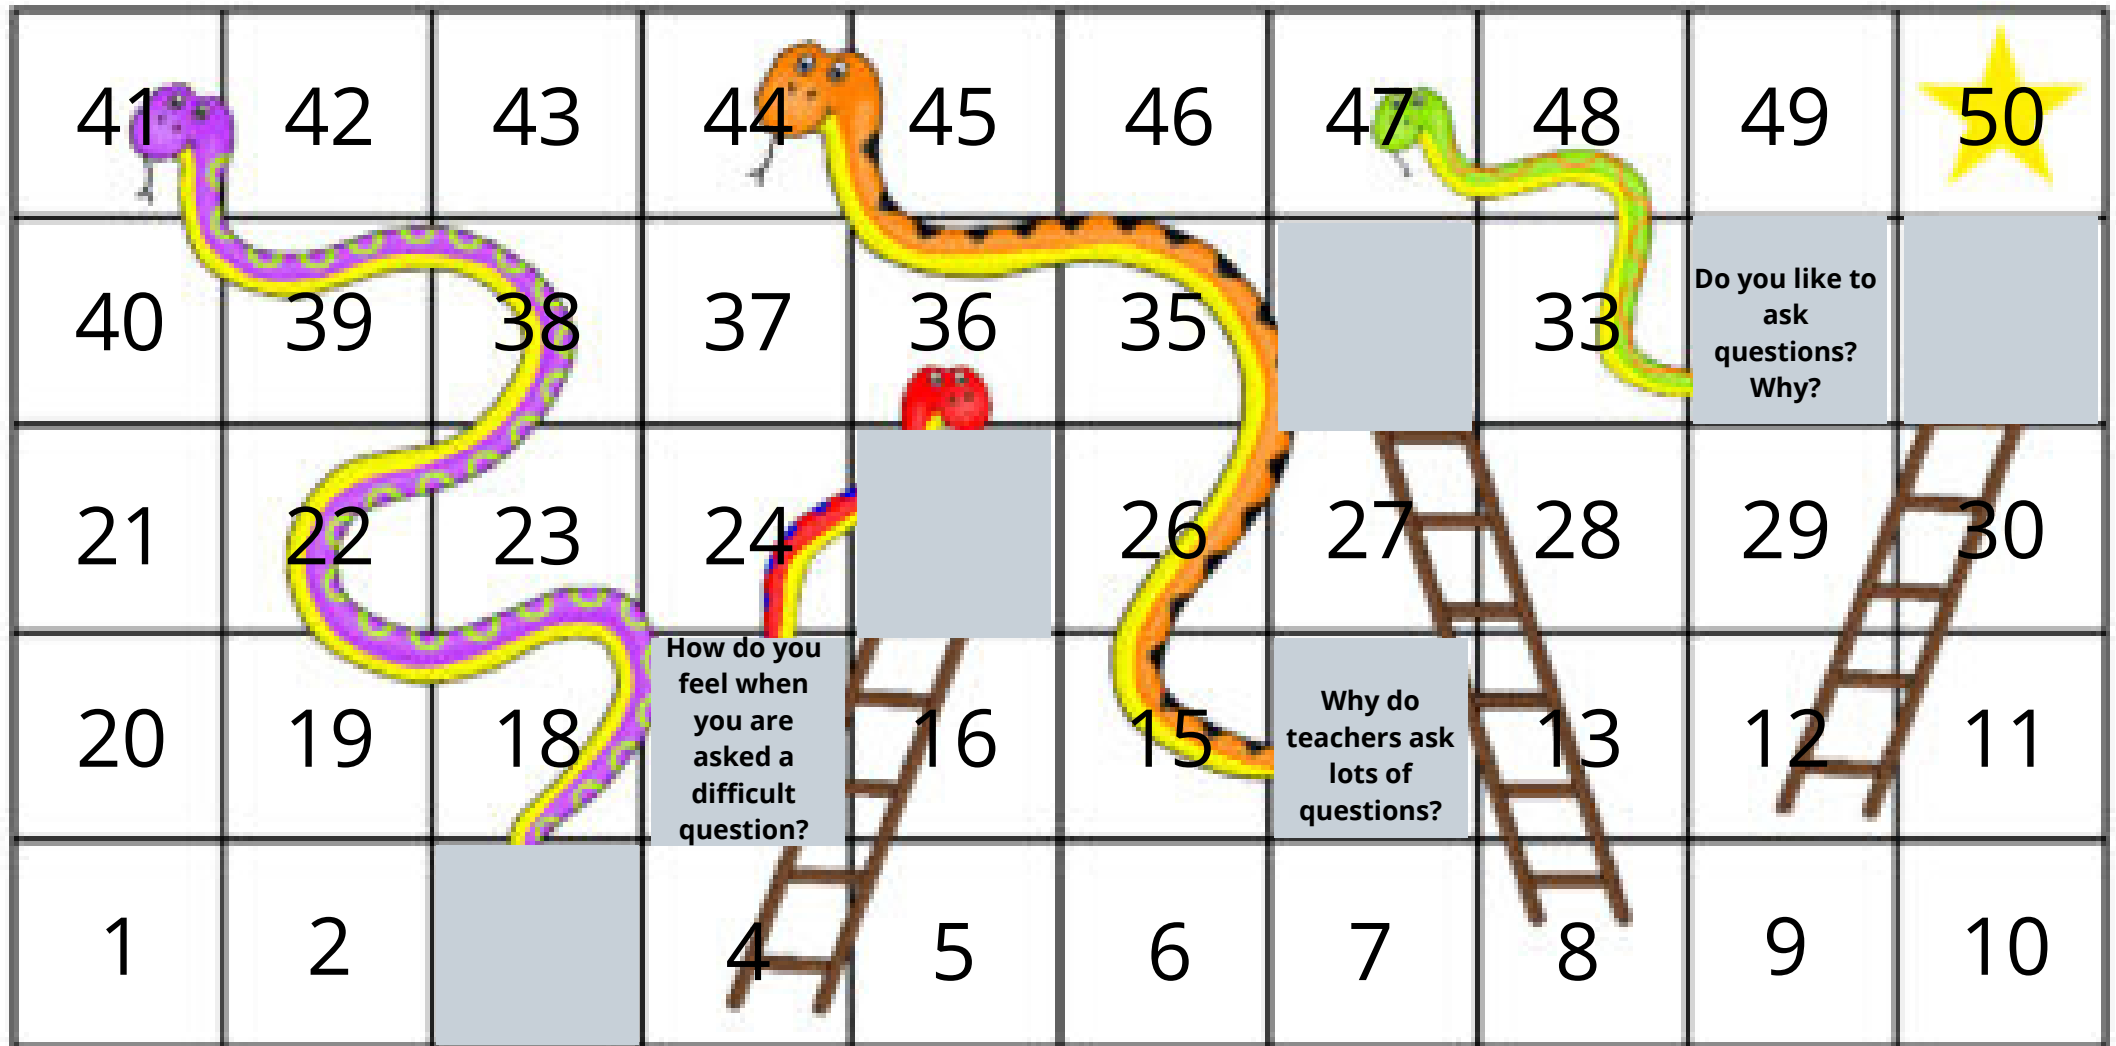 41 42 43 44 45 46 47 48 49 50
40 39 38 37 36 35 33
Do you like to
ask
questions?
Why?
21 22 23 24 26 27 28 29 30
20 19 18
How do you
feel when
you are
asked a
difficult
question?
16 15
Why do
teachers ask
lots of
questions?
13 12 11
1 2 4 5 6 7 8 9 10